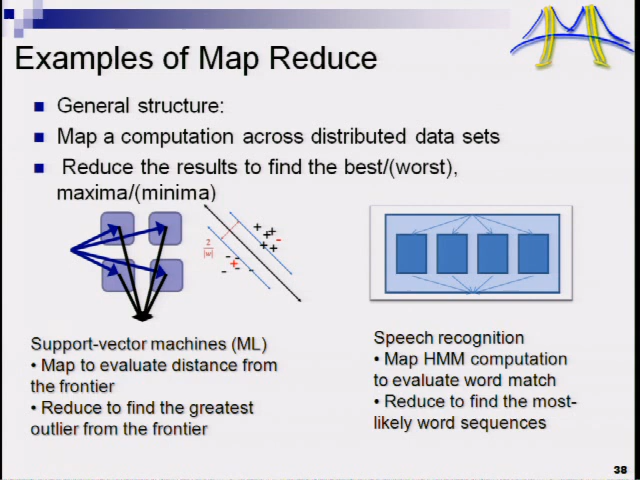 Examples of Map Reduce
General structure:
Map a computation across distributed data sets
Reduce the results to find the best/(worst),
maxima/(minima)
2
|w|
Support-vector machines (ML)
• Map to evaluate distance from
the frontier
• Reduce to find the greatest
outlier from the frontier
Speech recognition
• Map HMM computation
to evaluate word match
• Reduce to find the most-
likely word sequences
38